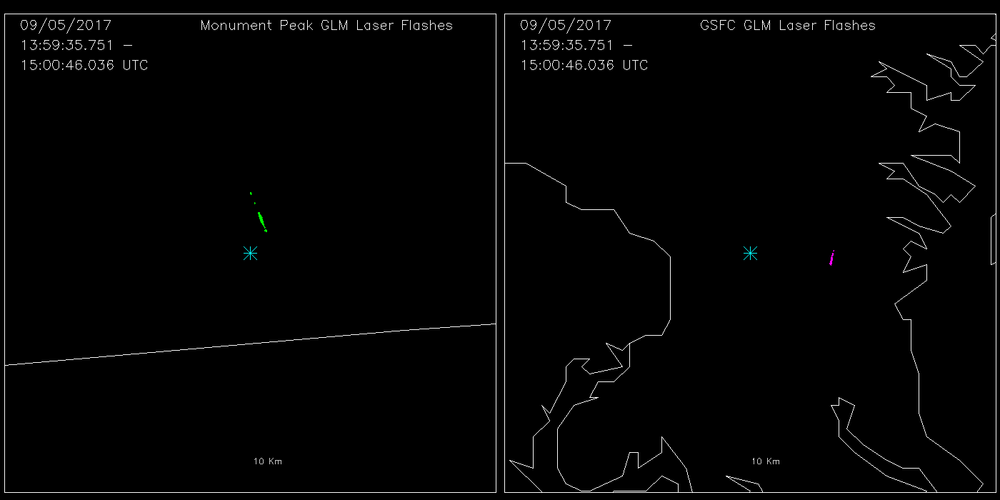 09/05/2017
Monument Peak GLM Laser Flashes
13:59:35.751 –
15:00:46.036 UTC
10 Km
09/05/2017
GSFC GLM Laser Flashes
13:59:35.751 –
15:00:46.036 UTC
10 Km